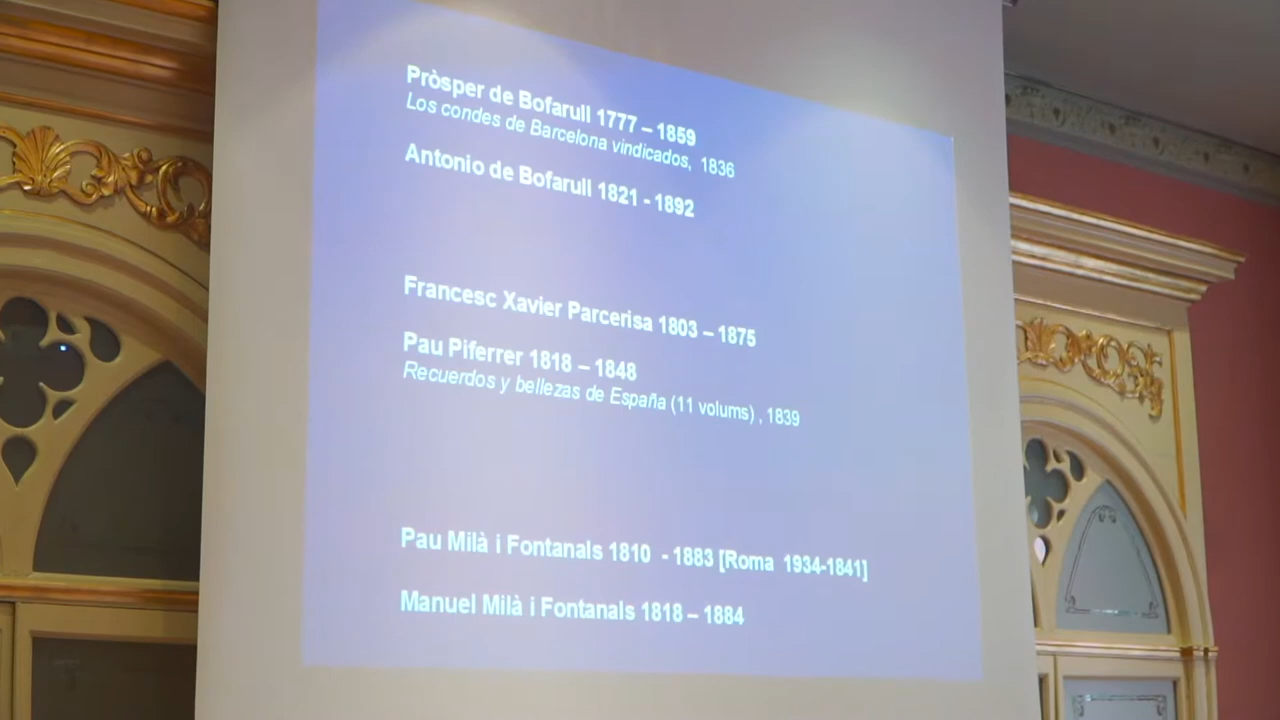 Pròsper de Bofarull 1777 – 1859
Los condes de Barcelona vindicados, 1836
Antonio de Bofarull 1821 - 1892
Francesc Xavier Parcerisa 1803 – 1875
Pau Piferrer 1818 – 1848
Recuerdos y bellezas de España (11 volums) , 1839
Pau Milà i Fontanals 1810 - 1883 [Roma 1934-1841]
Manuel Milà i Fontanals 1818 – 1884